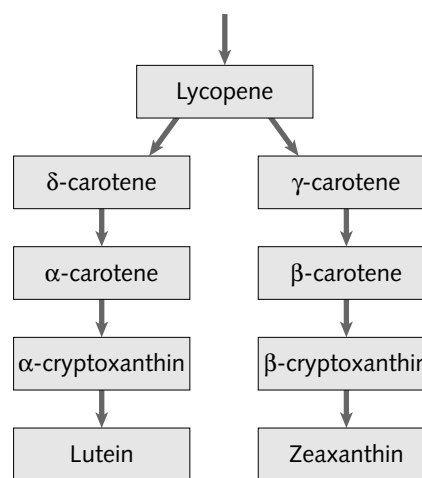 Lycopene
δ-carotene
γ-carotene
α-carotene
β-carotene
α-cryptoxanthin
β-cryptoxanthin
Lutein
Zeaxanthin